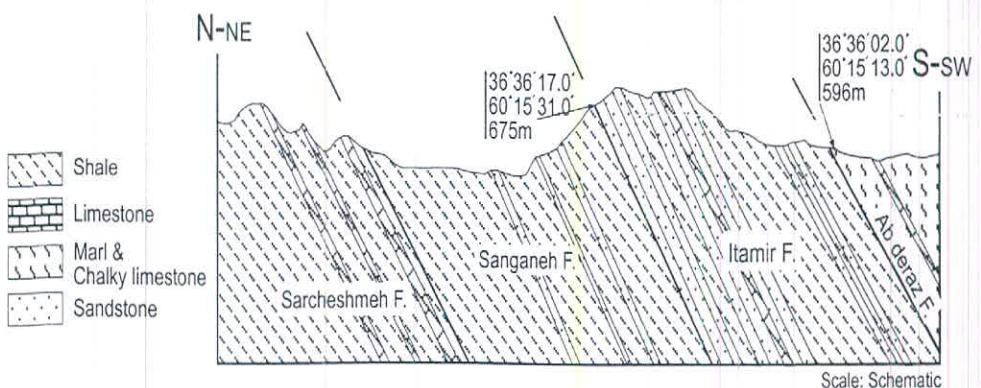 N-NE
36°36′17.0′
60°15′31.0′
675m
36°36′02.0′
60°15′13.0′
596m
S-SW
Shale
Limestone
Marl &
Chalky limestone
Sandstone
Sarcheshmeh F.
Sanganeh F.
Itamir F.
Ab deraz F.
Scale: Schematic